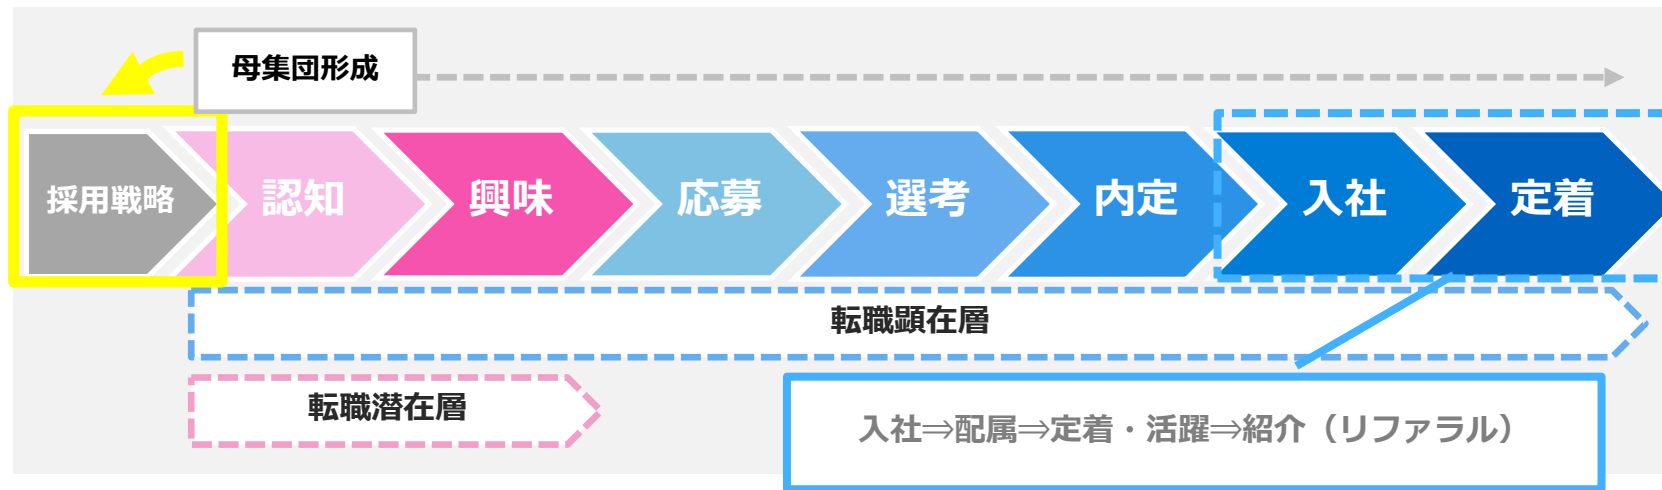 母集団形成
採用戦略
認知
興味
応募
選考
内定
入社
定着
転職顕在層
転職潜在層
入社⇒配属⇒定着・活躍⇒紹介（リファラル）